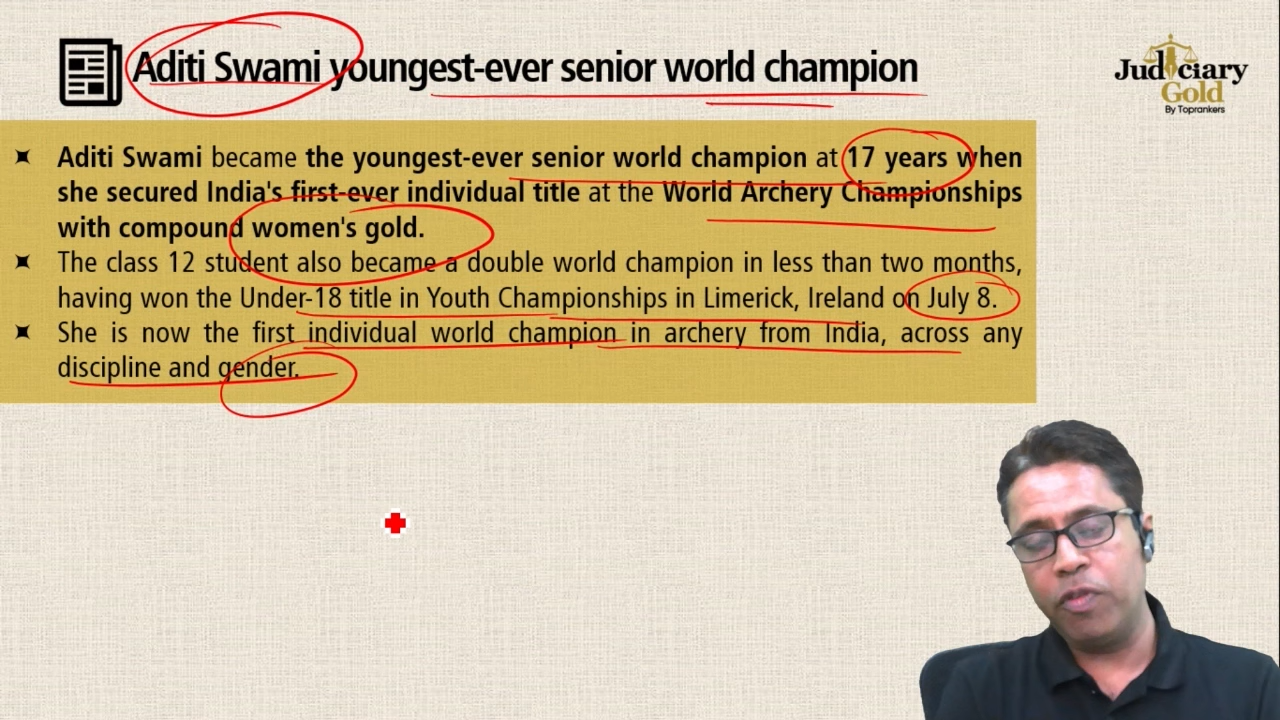 Aditi Swami youngest-ever senior world champion
Judiciary
Gold
By Toprankers
Aditi Swami became the youngest-ever senior world champion at 17 years when
she secured India's first-ever individual title at the World Archery Championships
with compound women's gold.
The class 12 student also became a double world champion in less than two months,
having won the Under-18 title in Youth Championships in Limerick, Ireland on July 8.
She is now the first individual world champion in archery from India, across any
discipline and gender.